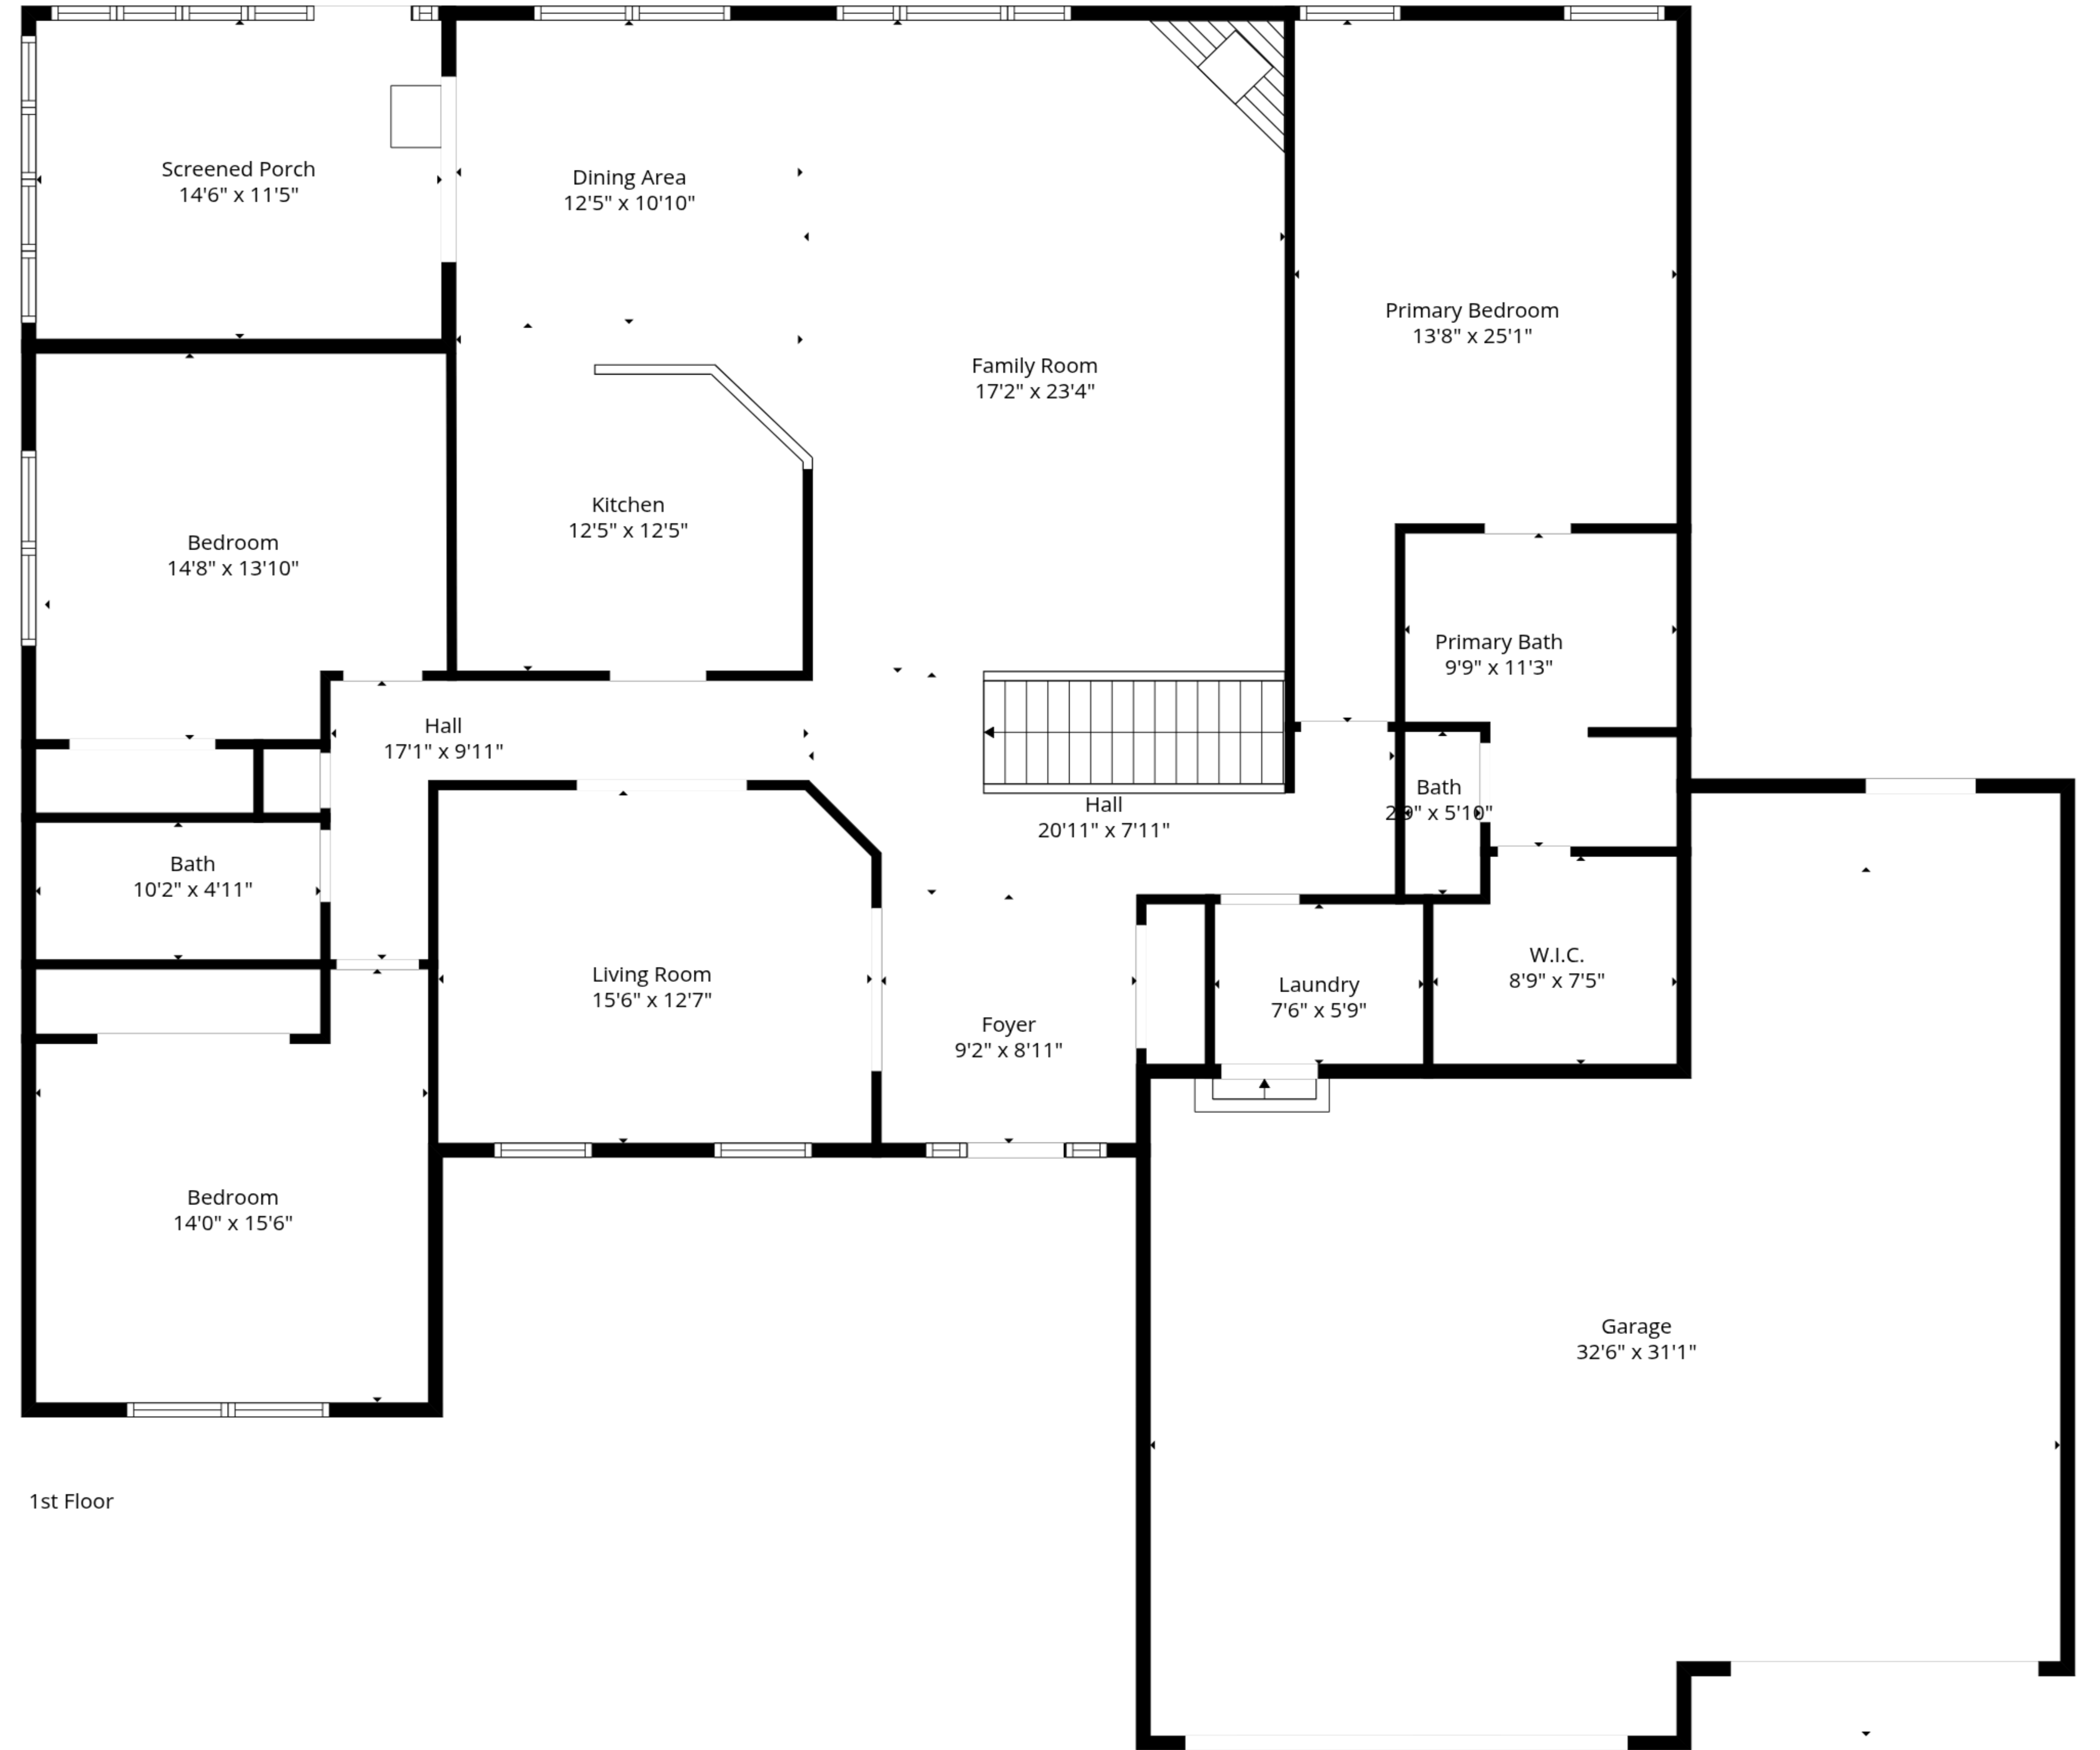 Screened Porch
14'6" x 11'5"
Dining Area
12'5" x 10'10"
Family Room
17'2" x 23'4"
Primary Bedroom
13'8" x 25'1"
Kitchen
12'5" x 12'5"
Bedroom
14'8" x 13'10"
Primary Bath
9'9" x 11'3"
Hall
17'1" x 9'11"
Hall
20'11" x 7'11"
Bath
2'9" x 5'10"
Bath
10'2" x 4'11"
Living Room
15'6" x 12'7"
Foyer
9'2" x 8'11"
Laundry
7'6" x 5'9"
W.I.C.
8'9" x 7'5"
Bedroom
14'0" x 15'6"
Garage
32'6" x 31'1"
1st Floor